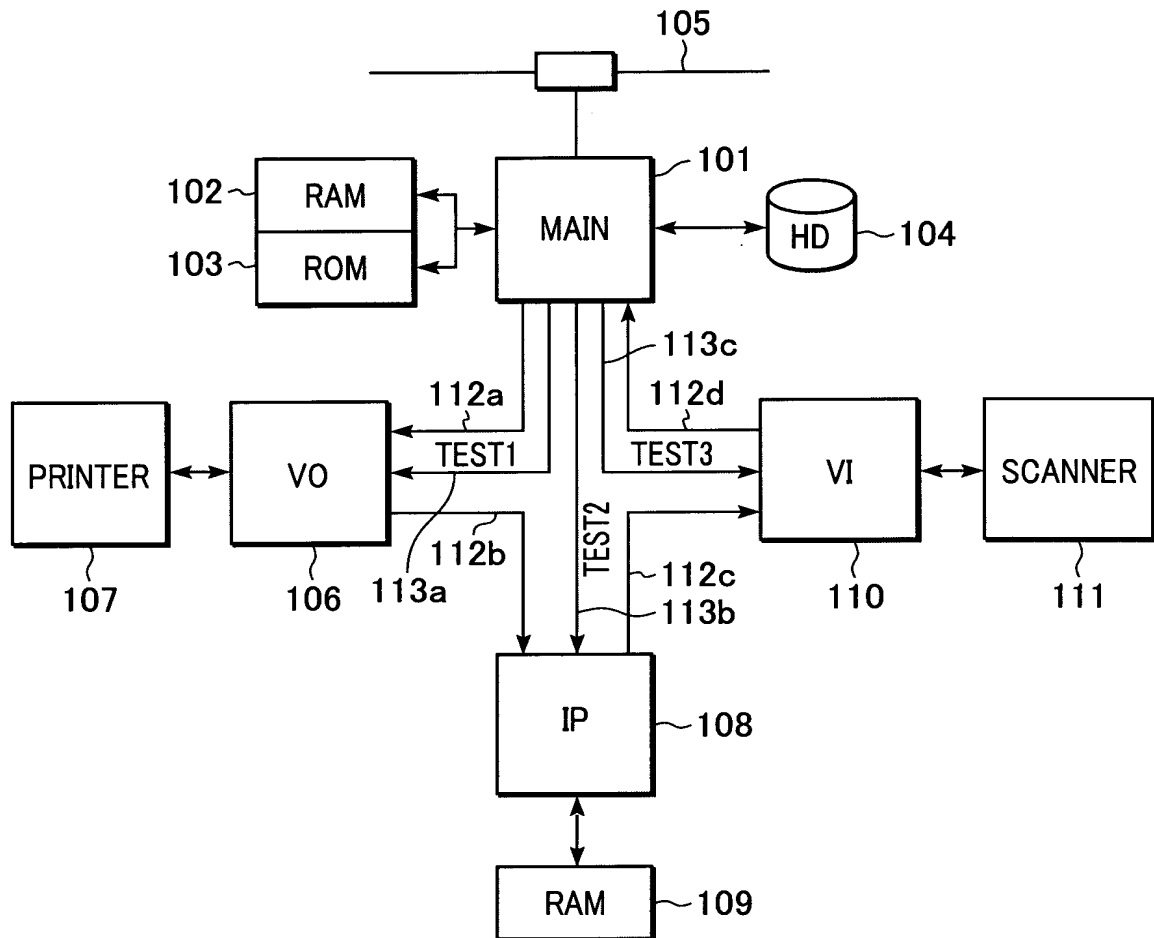 105
101
102
RAM
MAIN
HD
104
103
ROM
113c
112a
112d
TEST1
TEST3
PRINTER
VO
VI
SCANNER
TEST2
112b
112c
107
106
113a
113b
110
111
IP
108
RAM
109